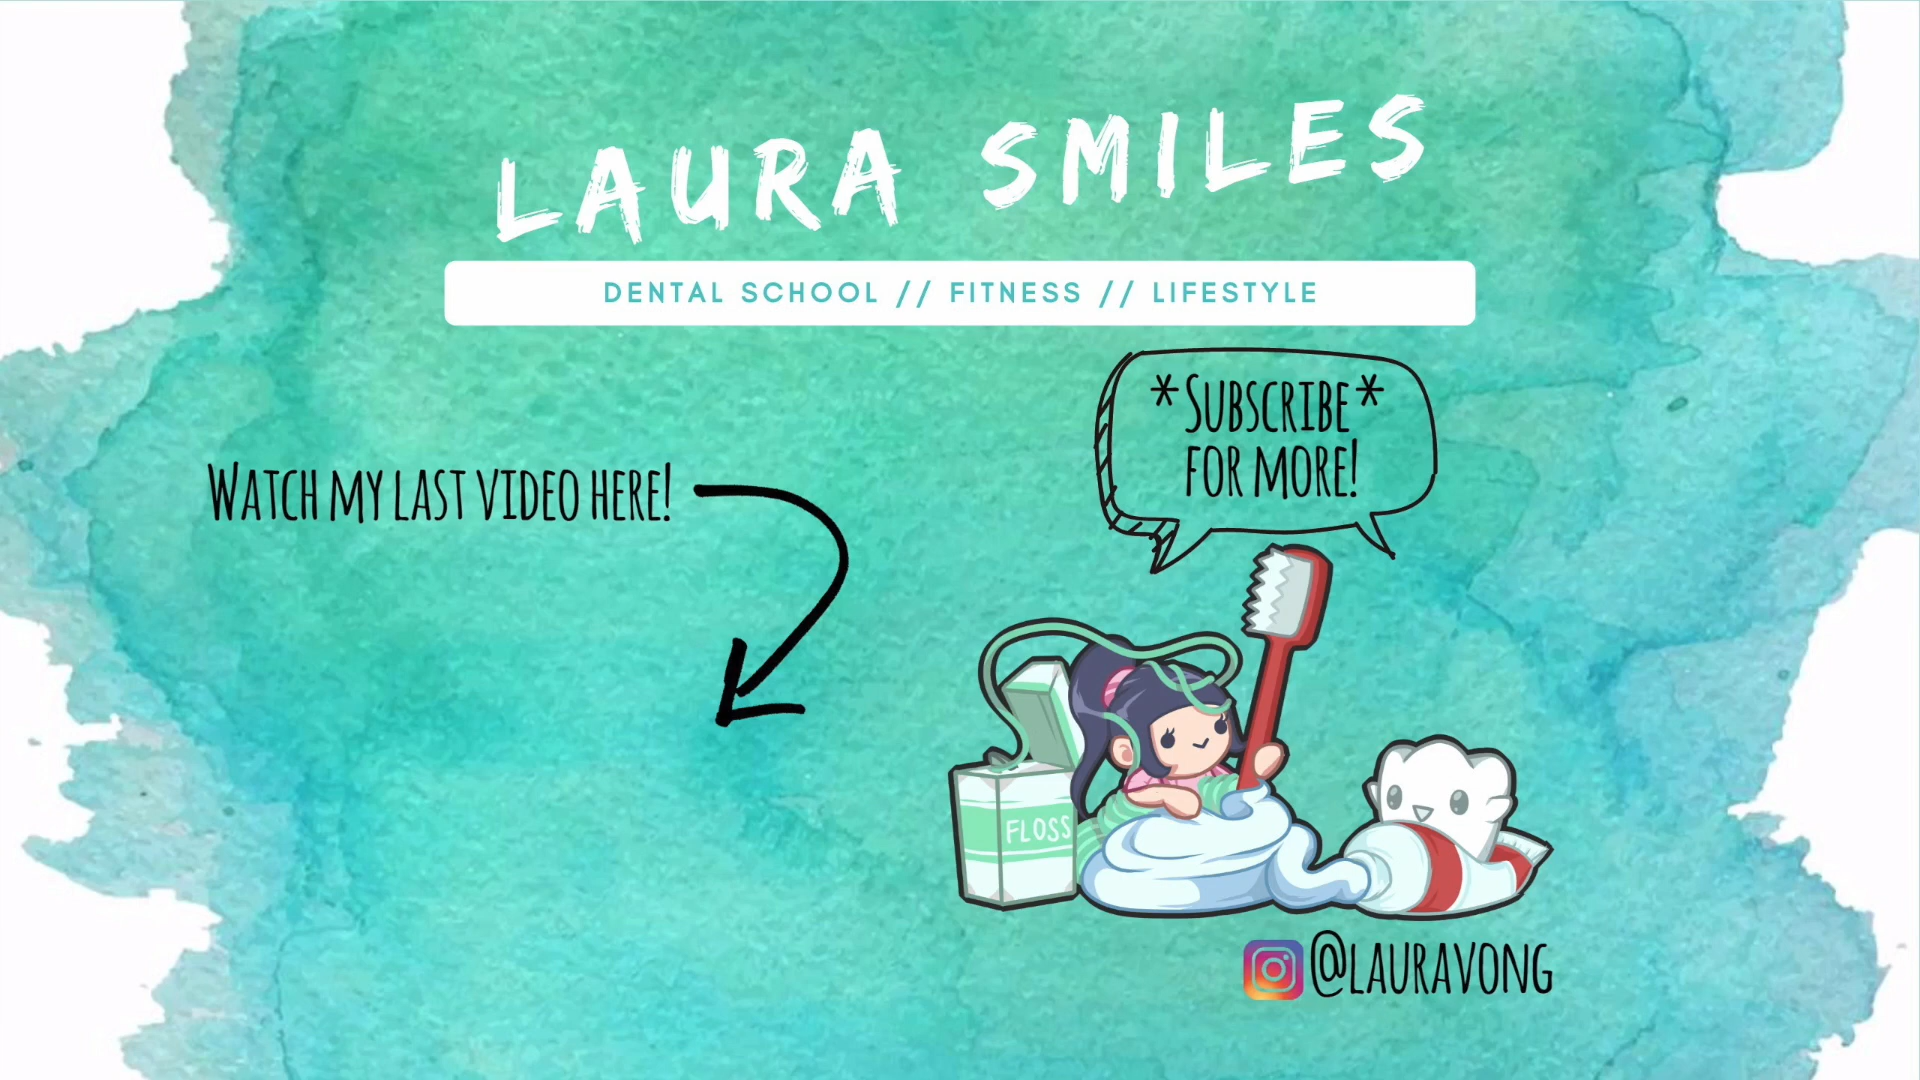 LAURA SMILES
DENTAL SCHOOL // FITNESS // LIFESTYLE
*SUBSCRIBE*
FOR MORE!
WATCH MY LAST VIDEO HERE!
FLOSS
@LAURAVONG